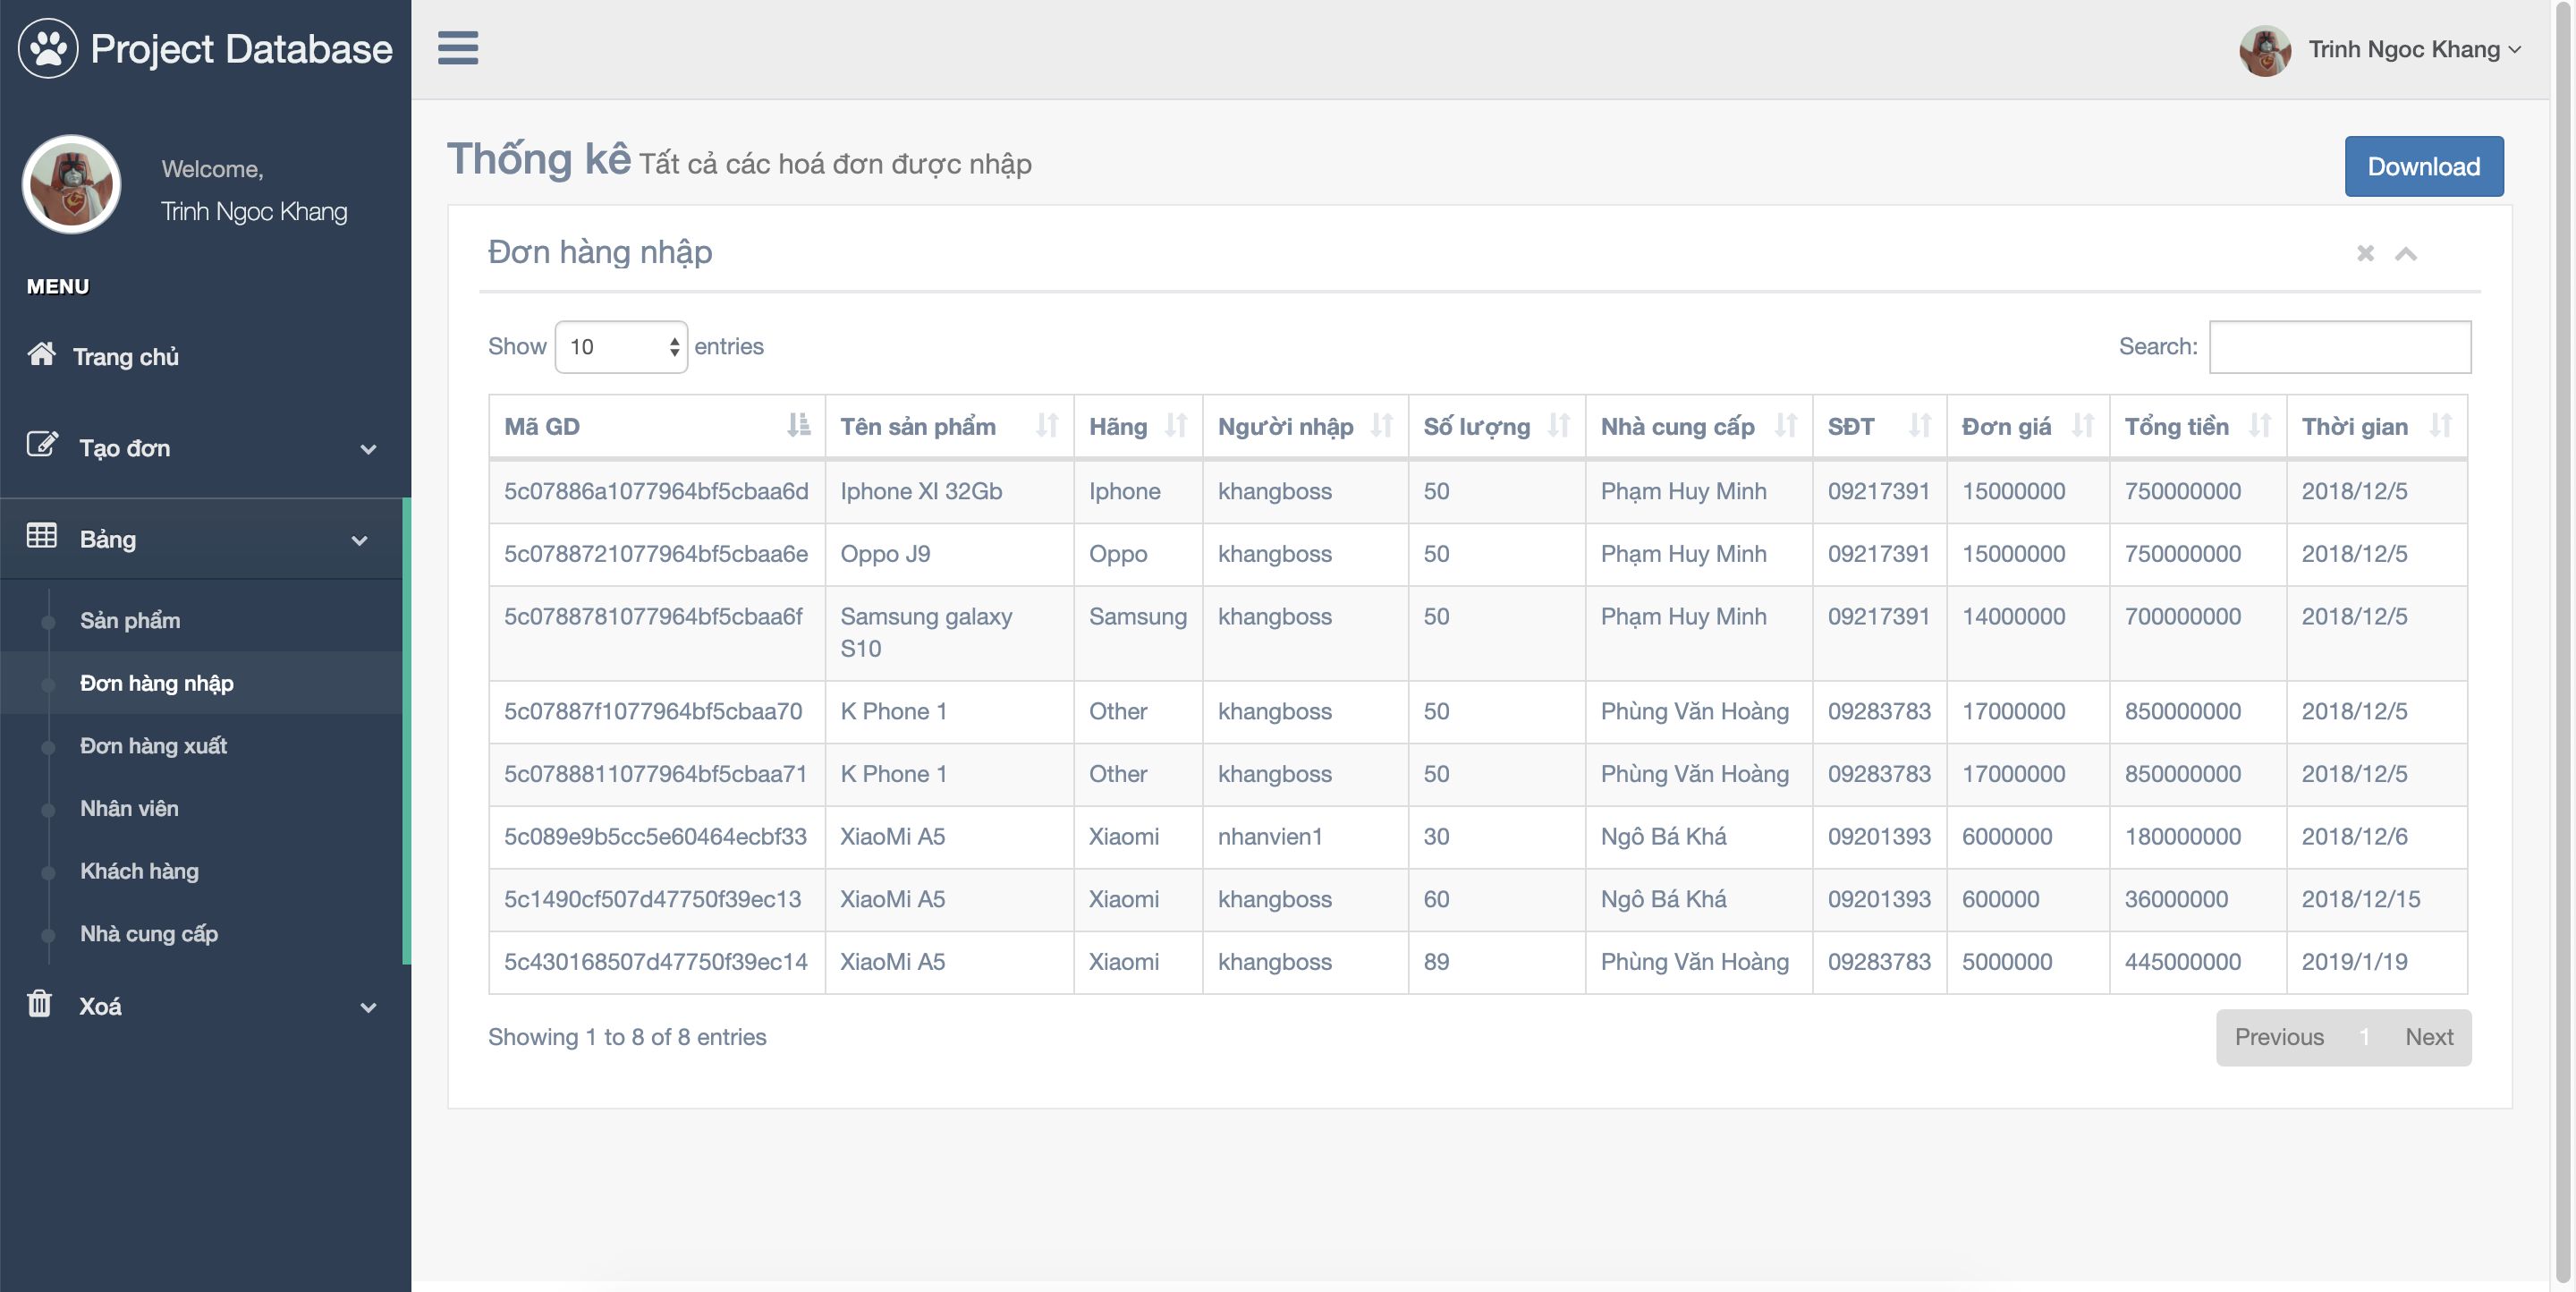 Project Database
Trinh Ngoc Khang
Welcome,
Trinh Ngoc Khang
MENU
Trang chủ
Tạo đơn
Bảng
Sản phẩm
Đơn hàng nhập
Đơn hàng xuất
Nhân viên
Khách hàng
Nhà cung cấp
Xoá
Thống kê Tất cả các hoá đơn được nhập
Download
Đơn hàng nhập
Show 10 entries
Search:
Mã GD Tên sản phẩm Hãng Người nhập Số lượng Nhà cung cấp SĐT Đơn giá Tổng tiền Thời gian
5c07886a1077964bf5cbaa6d Iphone XI 32Gb Iphone khangboss 50 Phạm Huy Minh 09217391 15000000 750000000 2018/12/5
5c0788721077964bf5cbaa6e Oppo J9 Oppo khangboss 50 Phạm Huy Minh 09217391 15000000 750000000 2018/12/5
5c0788781077964bf5cbaa6f Samsung galaxy Samsung khangboss 50 Phạm Huy Minh 09217391 14000000 700000000 2018/12/5
S10
5c07887f1077964bf5cbaa70 K Phone 1 Other khangboss 50 Phùng Văn Hoàng 09283783 17000000 850000000 2018/12/5
5c0788811077964bf5cbaa71 K Phone 1 Other khangboss 50 Phùng Văn Hoàng 09283783 17000000 850000000 2018/12/5
5c089e9b5cc5e60464ecbf33 XiaoMi A5 Xiaomi nhanvien1 30 Ngô Bá Khá 09201393 6000000 180000000 2018/12/6
5c1490cf507d47750f39ec13 XiaoMi A5 Xiaomi khangboss 60 Ngô Bá Khá 09201393 600000 36000000 2018/12/15
5c430168507d47750f39ec14 XiaoMi A5 Xiaomi khangboss 89 Phùng Văn Hoàng 09283783 5000000 445000000 2019/1/19
Showing 1 to 8 of 8 entries
Previous 1 Next